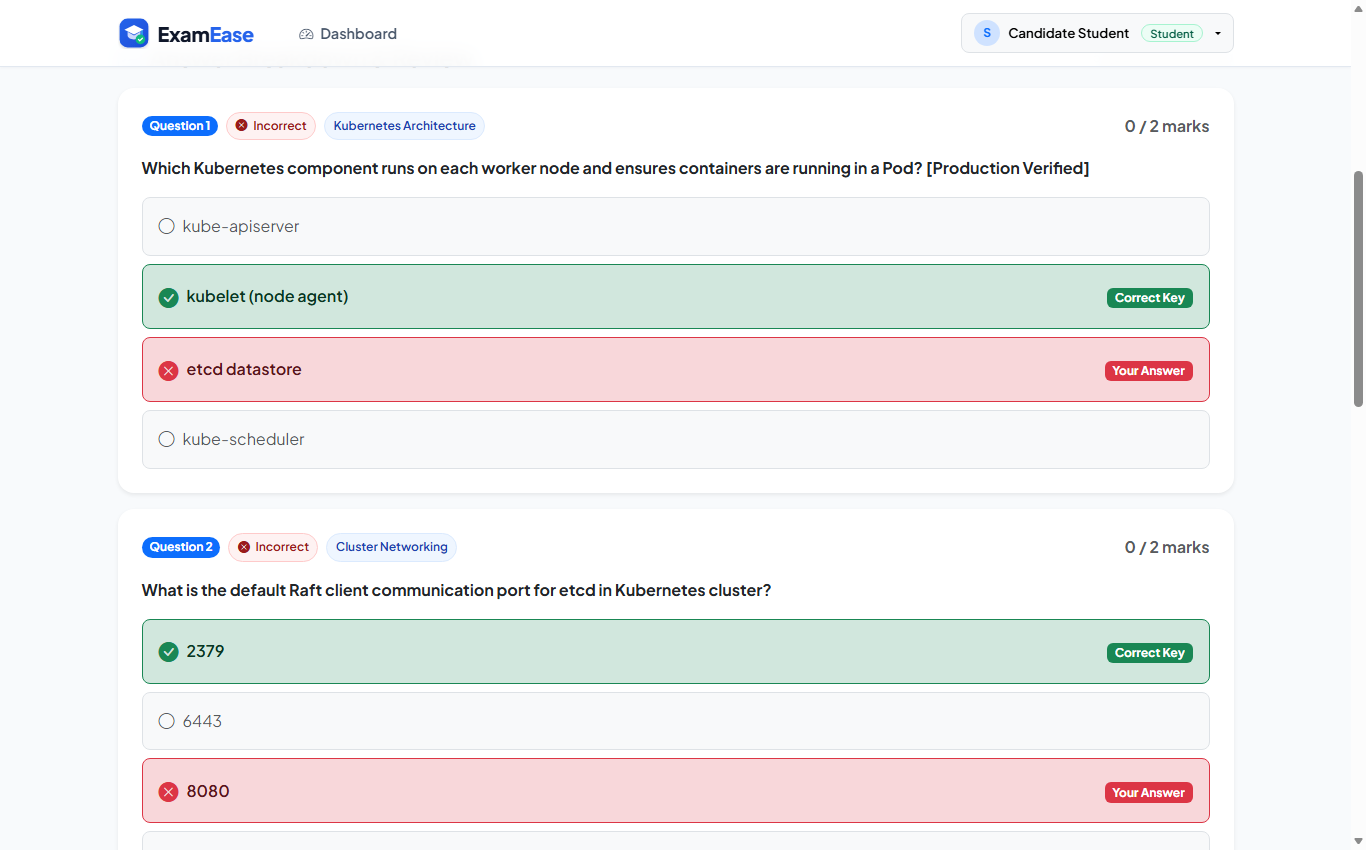 ExamEase
Dashboard
S Candidate Student Student
Question 1 Incorrect Kubernetes Architecture 0 / 2 marks
Which Kubernetes component runs on each worker node and ensures containers are running in a Pod? [Production Verified]
kube-apiserver
kubelet (node agent) Correct Key
etcd datastore Your Answer
kube-scheduler
Question 2 Incorrect Cluster Networking 0 / 2 marks
What is the default Raft client communication port for etcd in Kubernetes cluster?
2379 Correct Key
6443
8080 Your Answer